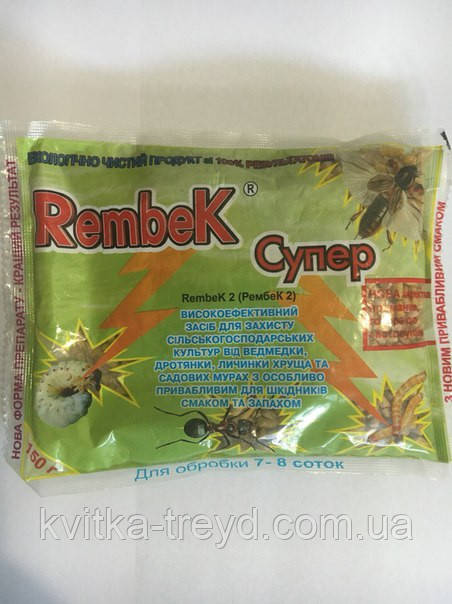 ЕКОЛОГІЧНО ЧИСТИЙ ПРОДУКТ зі 100% РЕЗУЛЬТАТОМ
RembeK ®
Супер
НОВА
RembeK 2 (РембеК 2)
ВИСОКОЕФЕКТИВНИЙ
ЗАСІБ ДЛЯ ЗАХИСТУ
СІЛЬСЬКОГОСПОДАРСЬКИХ
КУЛЬТУР ВІД ВЕДМЕДКИ,
ДРОТЯНКИ, ЛИЧИНКИ ХРУЩА ТА
САДОВИХ МУРАХ З ОСОБЛИВО
ПРИВАБЛИВИМ ДЛЯ ШКІДНИКІВ
СМАКОМ ТА ЗАПАХОМ
150 г
Для обробки 7- 8 соток
НОВА ФОРМА ПРЕПАРАТУ - КРАЩИЙ РЕЗУЛЬТАТ
З НОВИМ ПРИВАБЛИВИМ СМАКОМ
kvitka-treyd.com.ua